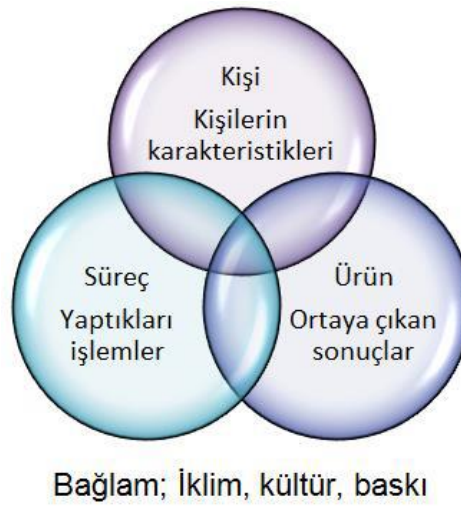 Kişi
Kişilerin
karakteristikleri
Süreç
Yaptıkları
işlemler
Ürün
Ortaya çıkan
sonuçlar
Bağlam; İklim, kültür, baskı